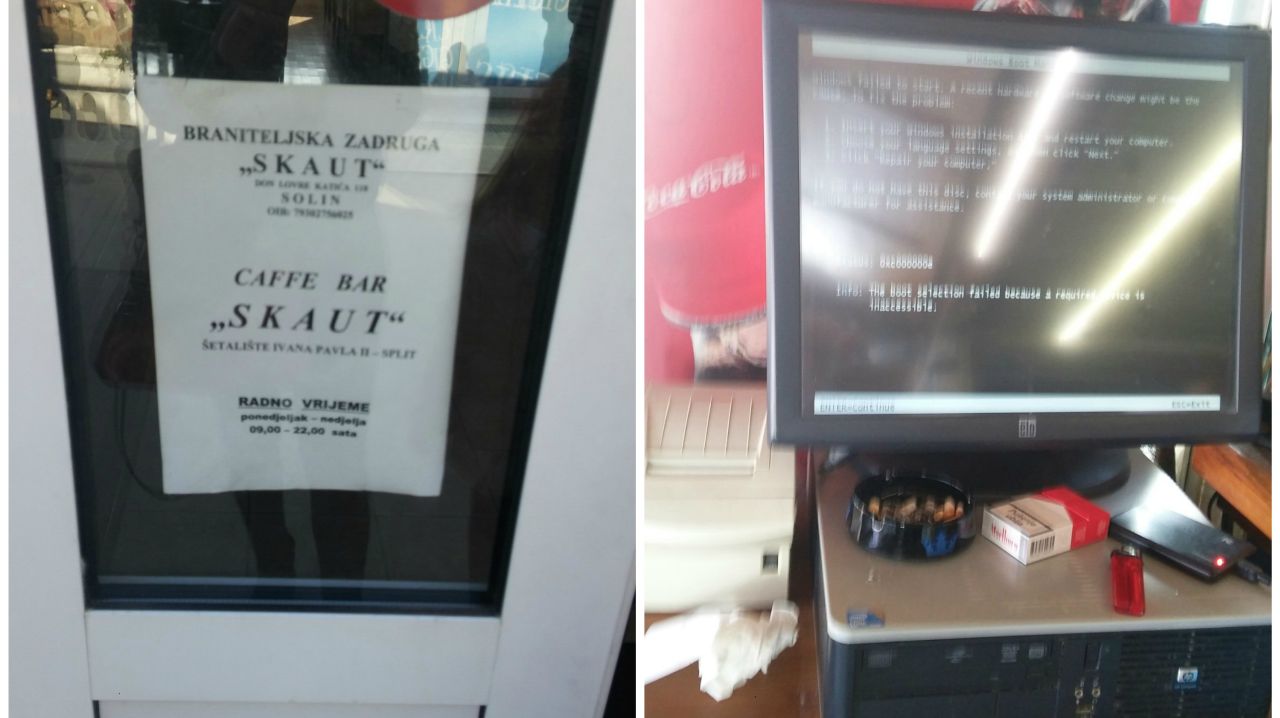 BRANITELJSKA ZADRUGA
„SKAUT“
DON LOVRE KATIĆA 118
SOLIN
OIB: 79302756025
CAFFE BAR
„SKAUT“
ŠETALIŠTE IVANA PAVLA II – SPLIT
RADNO VRIJEME
ponedjeljak – nedjelja
09,00 – 22,00 sata
Windows Boot
Windows failed to start. A recent hardware software change might be the
cause. To fix the problem:
1. Insert your Windows installation and restart your computer.
2. Choose your language settings, and then click "Next."
3. Click "Repair your computer."
If you do not have this disc, contact your system administrator or
manufacturer for assistance.
Status: 0xc000000e
Info: The boot selection failed because a required device is
inaccessible.
ENTER=Continue
ESC=Exit
elo
Marlboro
hp